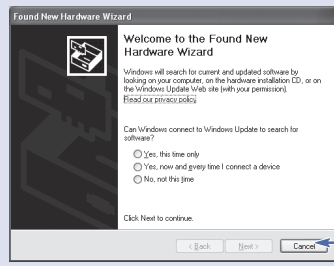 Found New Hardware Wizard
Welcome to the Found New
Hardware Wizard
Windows will search for current and updated software by
looking on your computer, on the hardware installation CD, or on
the Windows Update Web site (with your permission).
Read our privacy policy
Can Windows connect to Windows Update to search for
software?
Yes, this time only
Yes, now and every time I connect a device
No, not this time
Click Next to continue.
< Back
Next >
Cancel